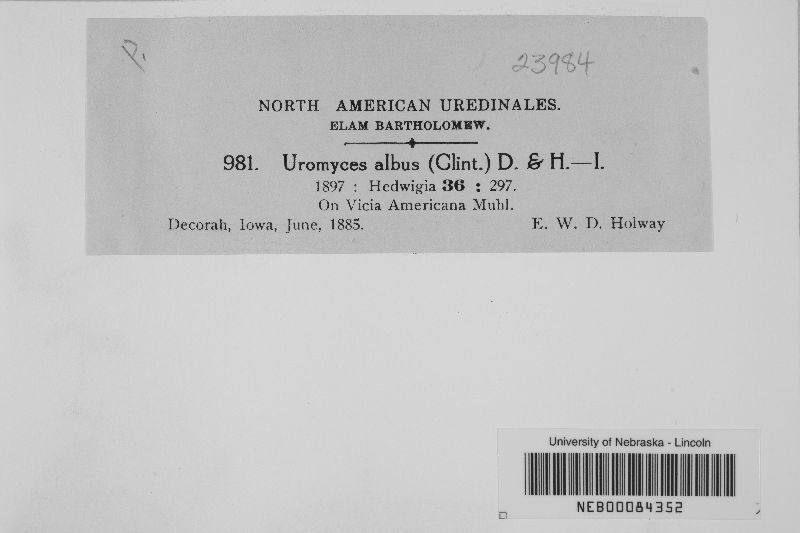 P.
23984
NORTH AMERICAN UREDINALES.
ELAM BARTHOLOMEW.
981. Uromyces albus (Clint.) D. & H.—I.
1897 : Hedwigia 36 : 297.
On Vicia Americana Muhl.
Decorah, Iowa, June, 1885. E. W. D. Holway
University of Nebraska - Lincoln
NEB00084352